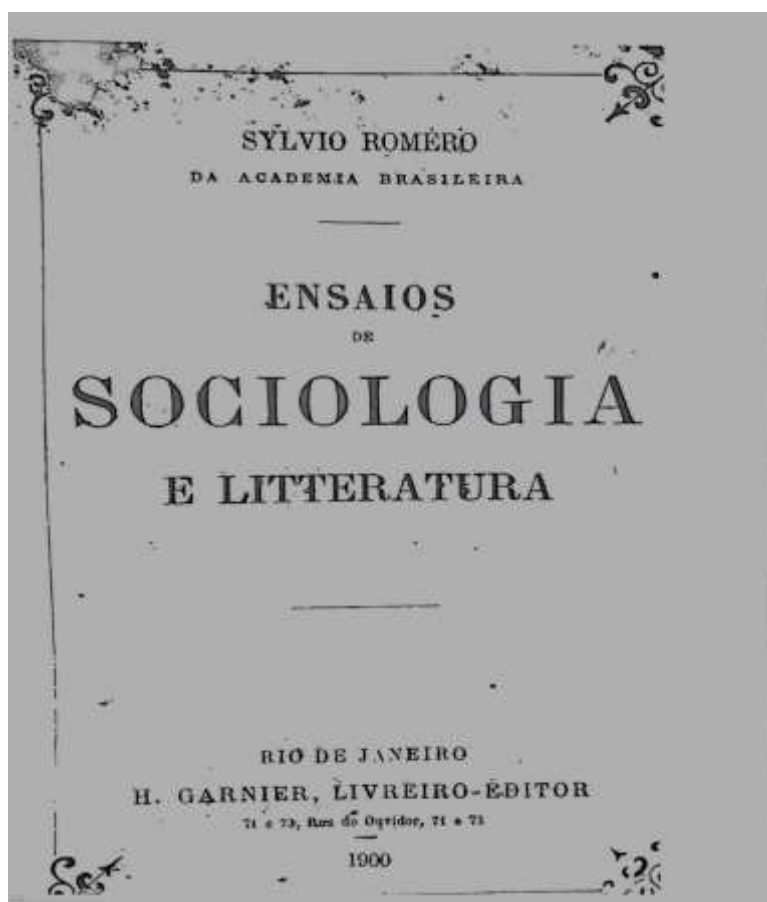 SYLVIO ROMÉRO
DA ACADEMIA BRASILEIRA
ENSAIOS
DE
SOCIOLOGIA
E LITTERATURA
RIO DE JANEIRO
H. GARNIER, LIVREIRO-EDITOR
71 e 73, Rua do Ouvidor, 71 e 73
1900